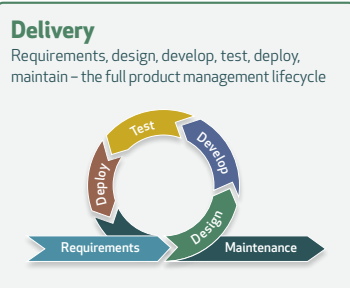 Delivery
Requirements, design, develop, test, deploy,
maintain – the full product management lifecycle
Test
Develop
Deploy
Design
Requirements
Maintenance